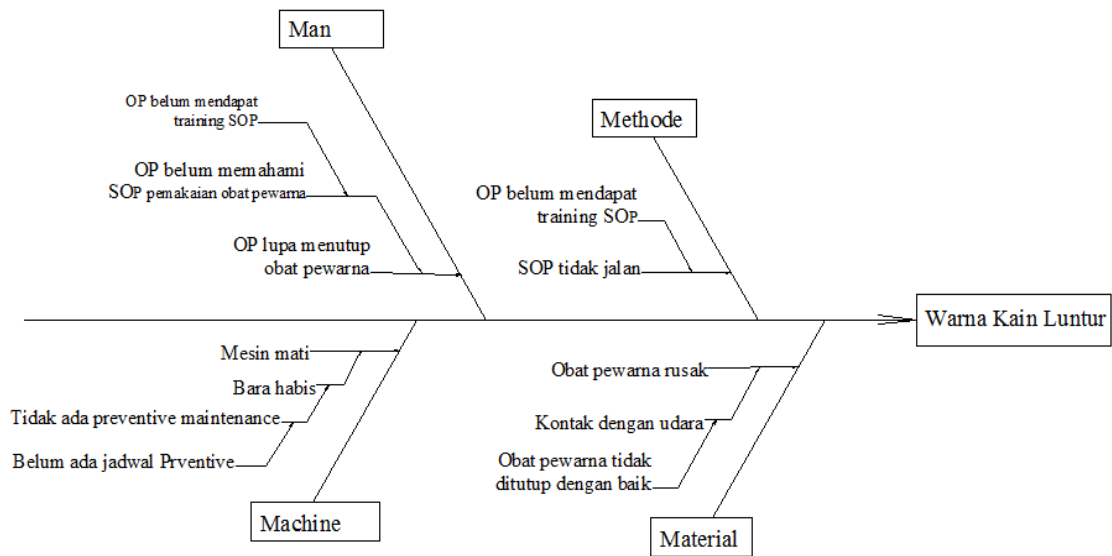 Man
OP belum mendapat
training SOP
OP belum memahami
SOP pemakaian obat pewarna
OP lupa menutup
obat pewarna
Methode
OP belum mendapat
training SOP
SOP tidak jalan
Warna Kain Luntur
Mesin mati
Bara habis
Tidak ada preventive maintenance
Belum ada jadwal Prventive
Machine
Obat pewarna rusak
Kontak dengan udara
Obat pewarna tidak
ditutup dengan baik
Material